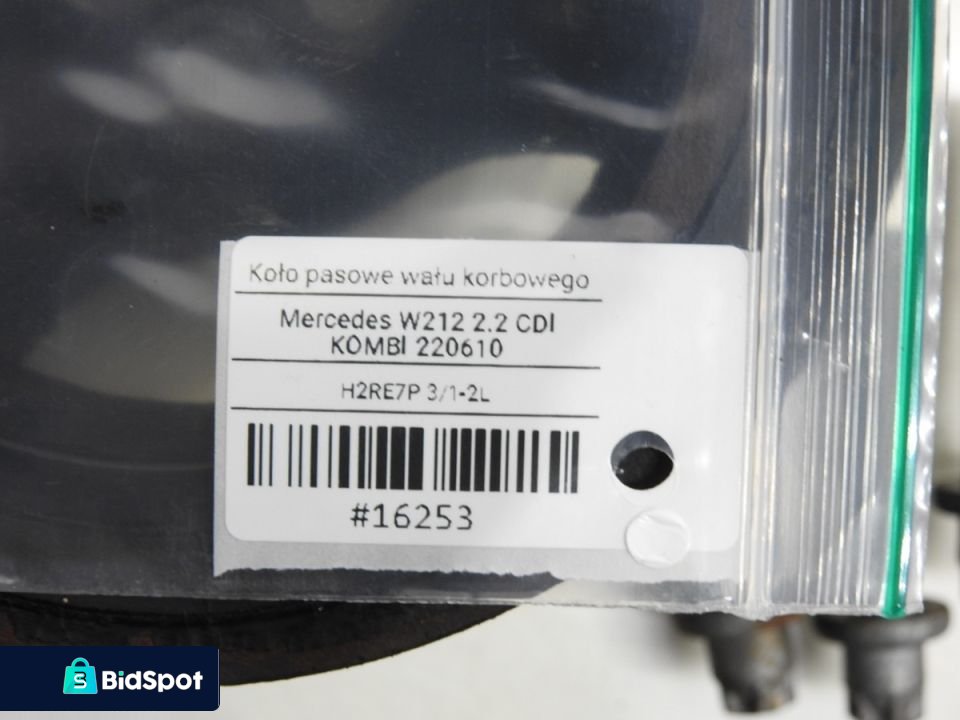 Koło pasowe wału korbowego
Mercedes W212 2.2 CDI
KOMBI 220610
H2RE7P 3/1-2L
#16253
BidSpot